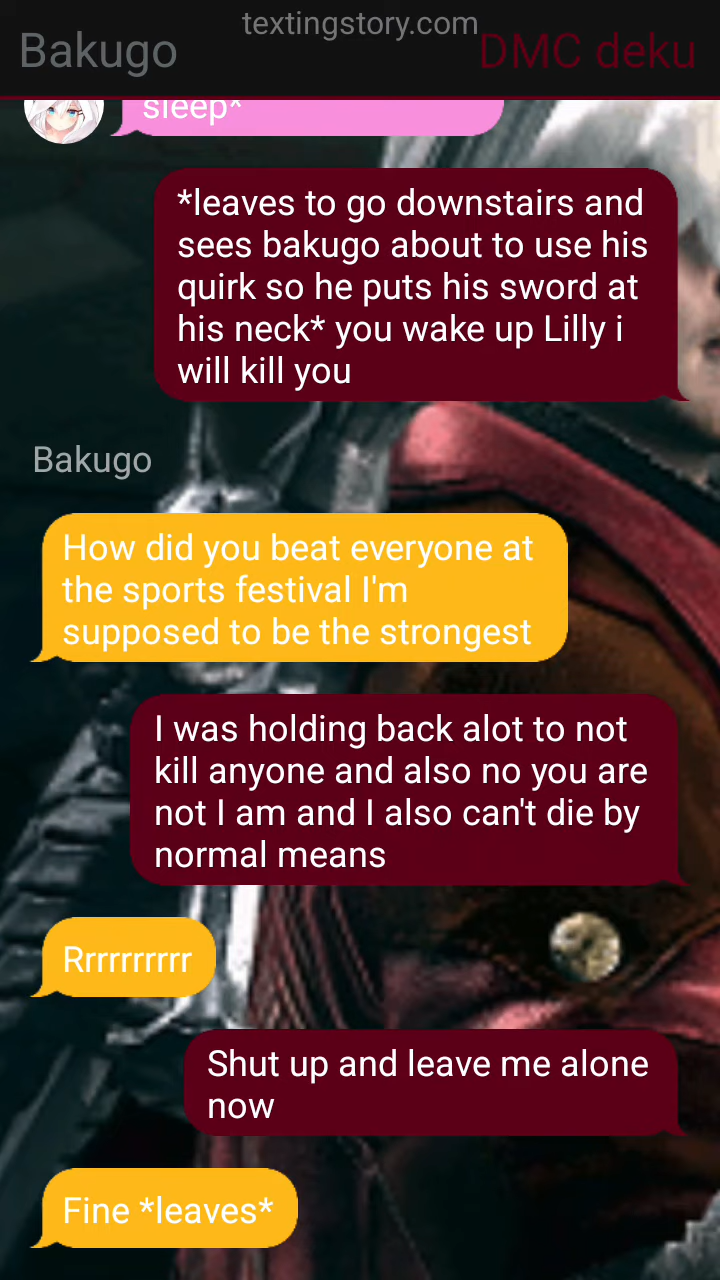 textingstory.com
Bakugo
DMC deku
sleep*
*leaves to go downstairs and
sees bakugo about to use his
quirk so he puts his sword at
his neck* you wake up Lilly i
will kill you
Bakugo
How did you beat everyone at
the sports festival I'm
supposed to be the strongest
I was holding back alot to not
kill anyone and also no you are
not I am and I also can't die by
normal means
Rrrrrrrrrr
Shut up and leave me alone
now
Fine *leaves*